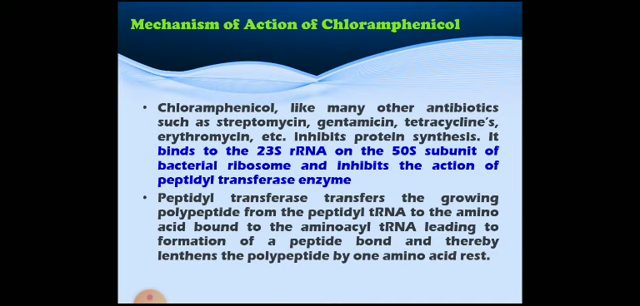 Mechanism of Action of Chloramphenicol
• Chloramphenicol, like many other antibiotics
such as streptomycin, gentamicin, tetracycline's,
erythromycin, etc. inhibits protein synthesis. It
binds to the 23S rRNA on the 50S subunit of
bacterial ribosome and inhibits the action of
peptidyl transferase enzyme
• Peptidyl transferase transfers the growing
polypeptide from the peptidyl tRNA to the amino
acid bound to the aminoacyl tRNA leading to
formation of a peptide bond and thereby
lenthens the polypeptide by one amino acid rest.